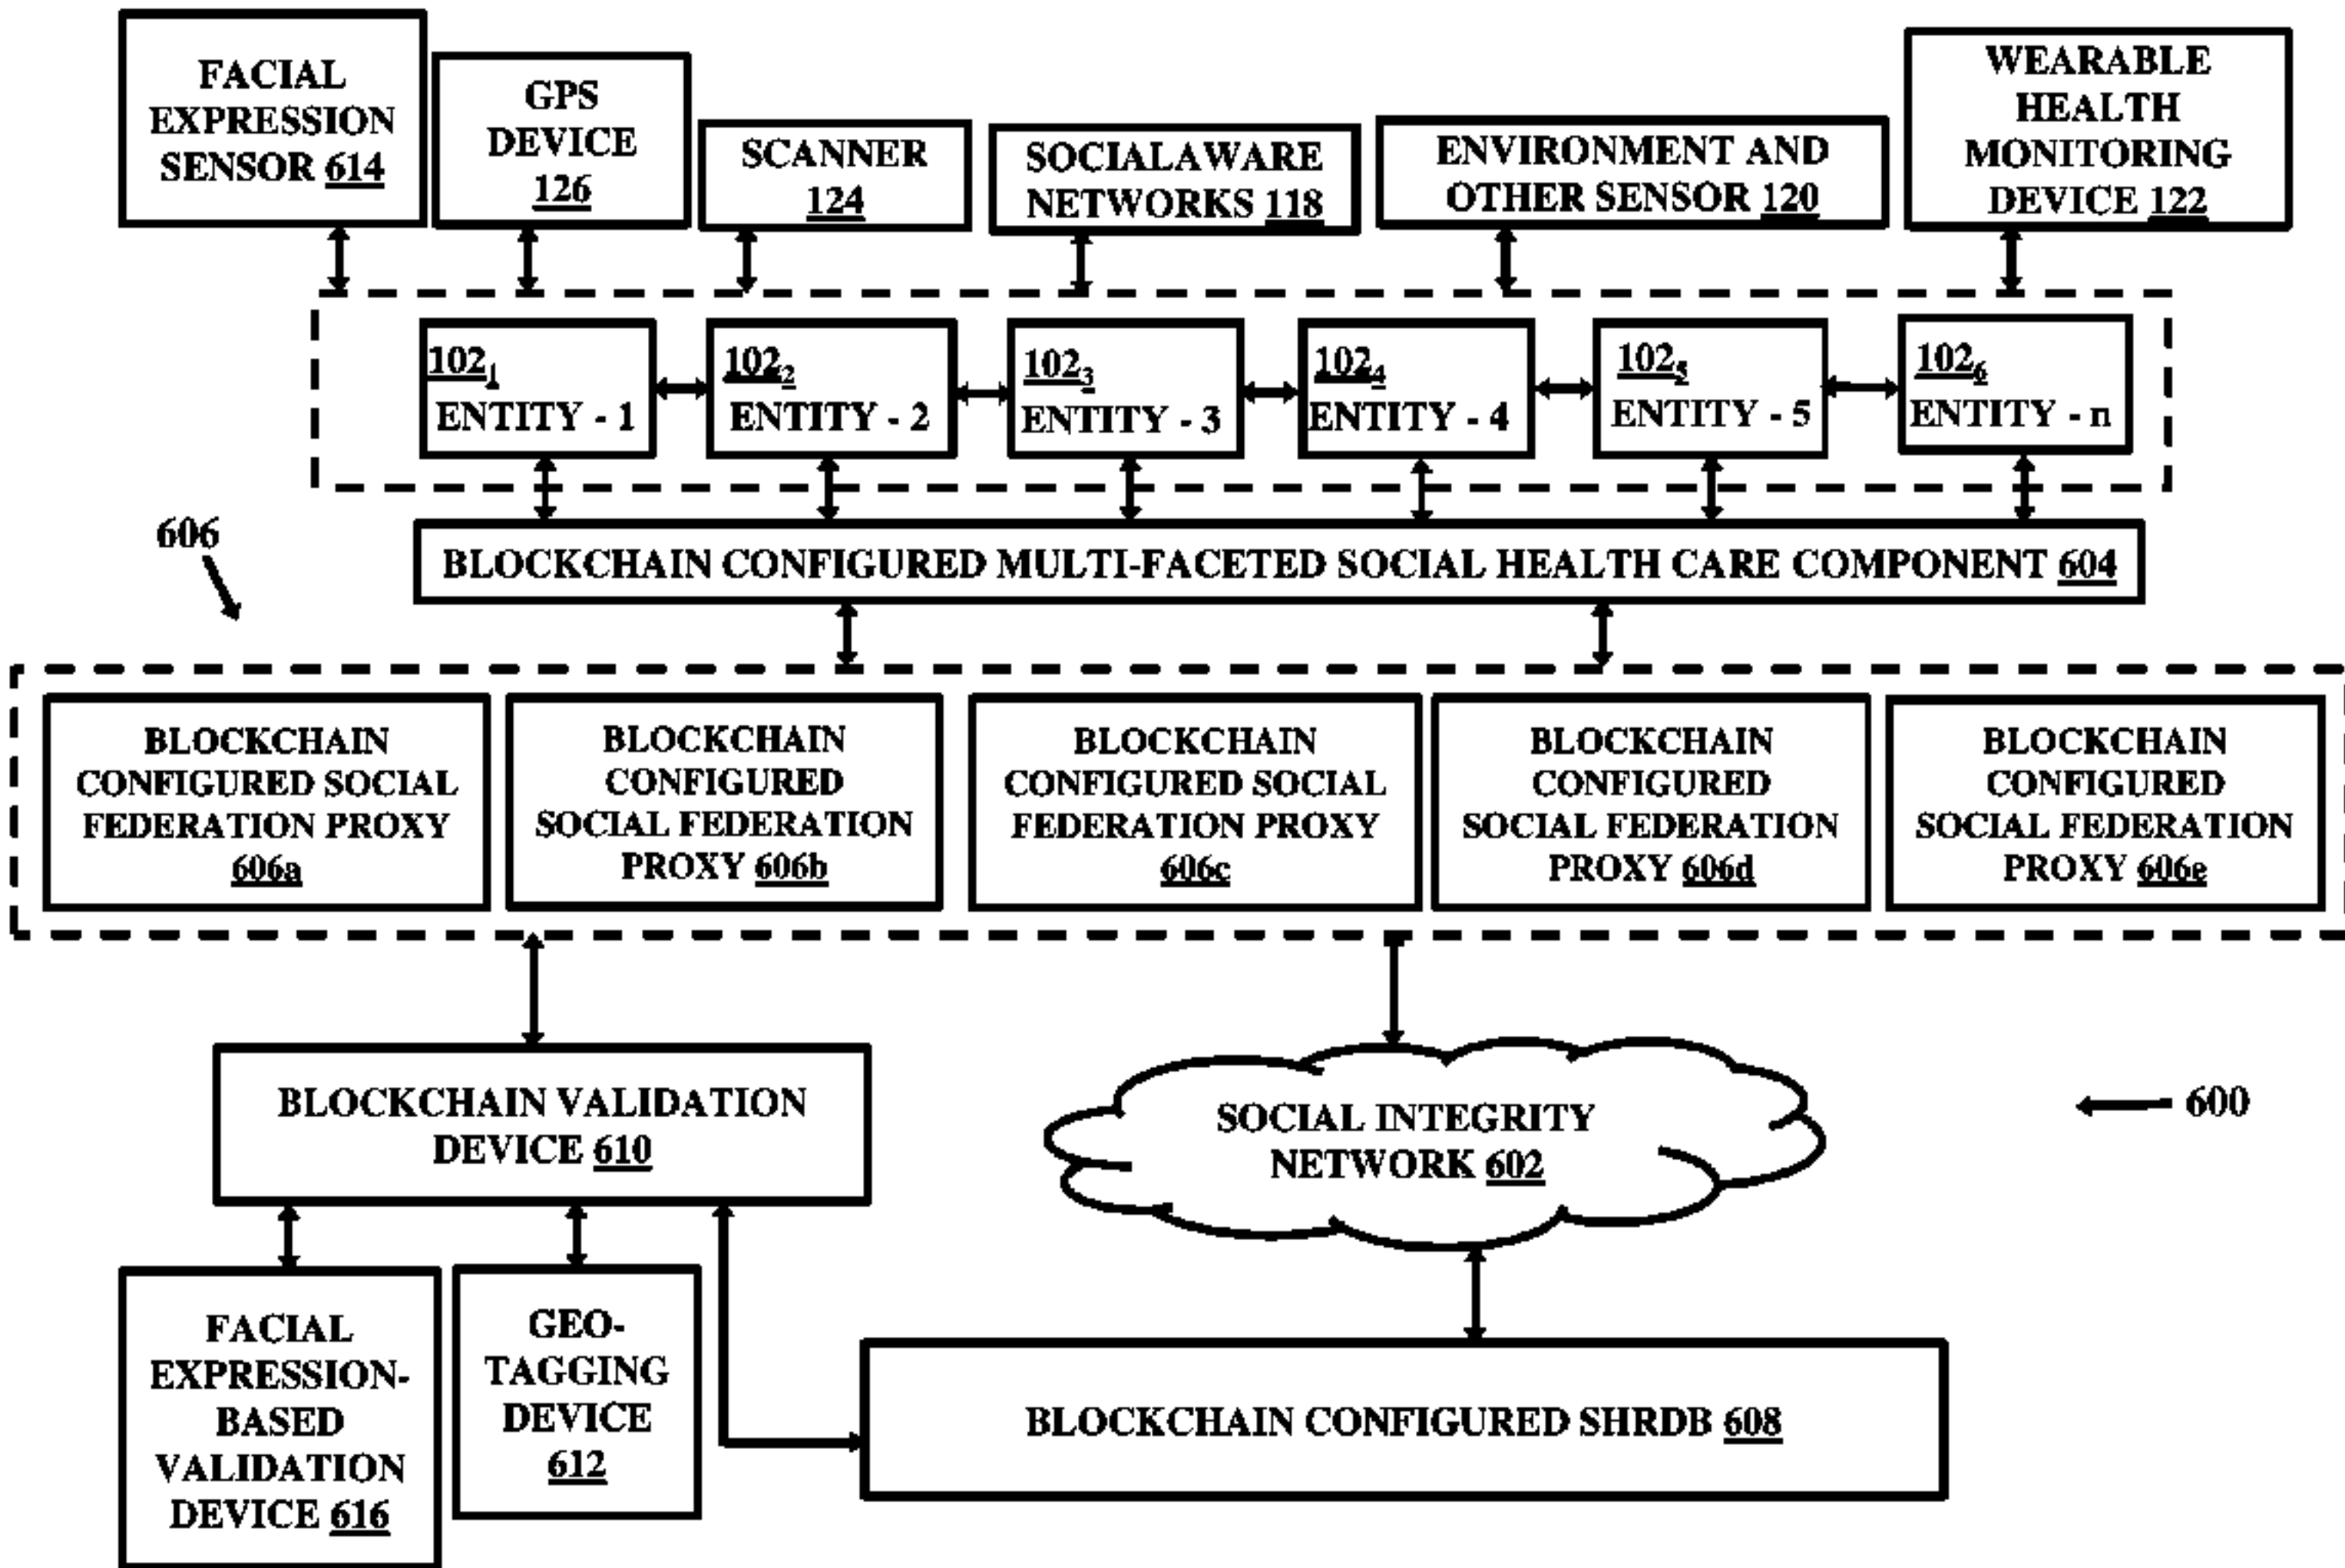 FACIAL
EXPRESSION
SENSOR 614
GPS
DEVICE
126
SCANNER
124
SOCIALAWARE
NETWORKS 118
ENVIRONMENT AND
OTHER SENSOR 120
WEARABLE
HEALTH
MONITORING
DEVICE 122
102₁
ENTITY - 1
102₂
ENTITY - 2
102₃
ENTITY - 3
102₄
ENTITY - 4
102₅
ENTITY - 5
102₆
ENTITY - n
606
BLOCKCHAIN CONFIGURED MULTI-FACETED SOCIAL HEALTH CARE COMPONENT 604
BLOCKCHAIN
CONFIGURED SOCIAL
FEDERATION PROXY
606a
BLOCKCHAIN
CONFIGURED
SOCIAL FEDERATION
PROXY 606b
BLOCKCHAIN
CONFIGURED SOCIAL
FEDERATION PROXY
606c
BLOCKCHAIN
CONFIGURED
SOCIAL FEDERATION
PROXY 606d
BLOCKCHAIN
CONFIGURED
SOCIAL FEDERATION
PROXY 606e
BLOCKCHAIN VALIDATION
DEVICE 610
SOCIAL INTEGRITY
NETWORK 602
600
FACIAL
EXPRESSION-
BASED
VALIDATION
DEVICE 616
GEO-
TAGGING
DEVICE
612
BLOCKCHAIN CONFIGURED SHRDB 608